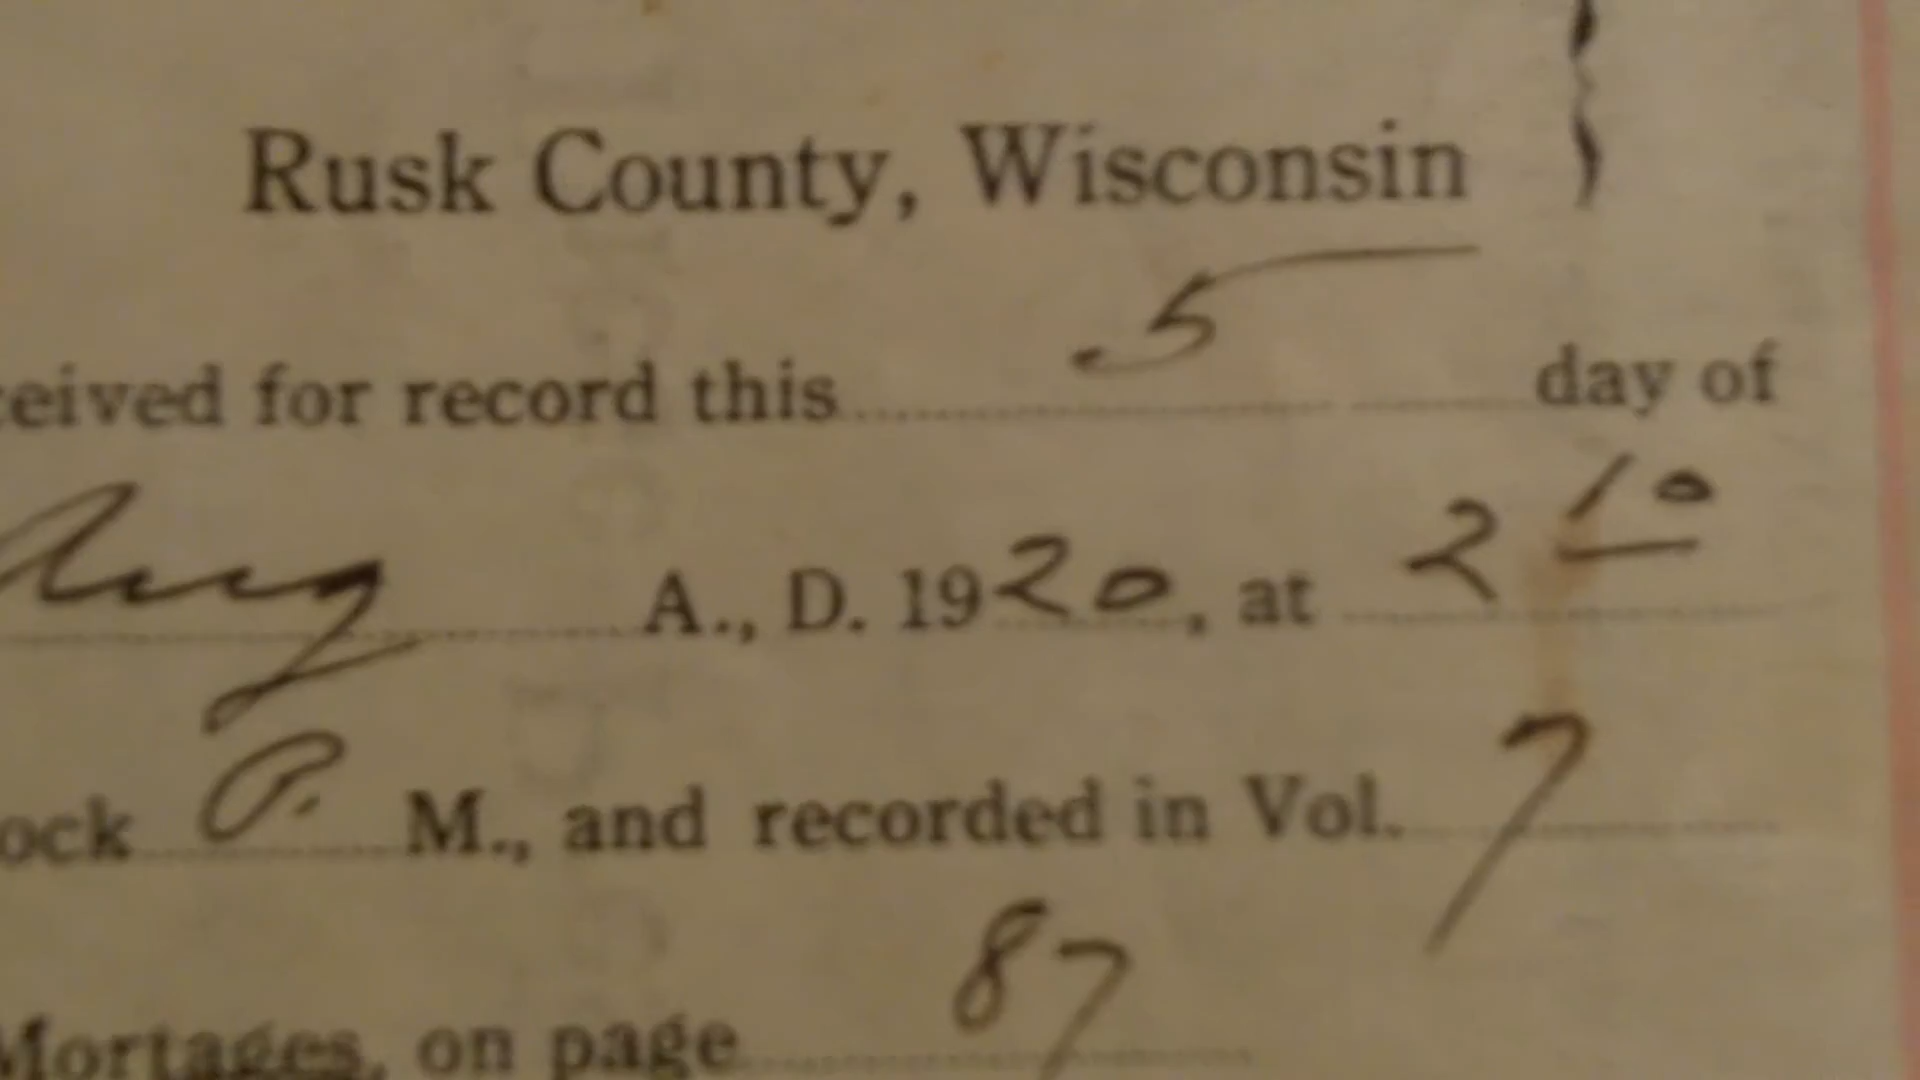 Rusk County, Wisconsin
ceived for record this 5 day of
Aug A., D. 1920, at 2 10
ock P. M., and recorded in Vol. 7
Mortages, on page 87